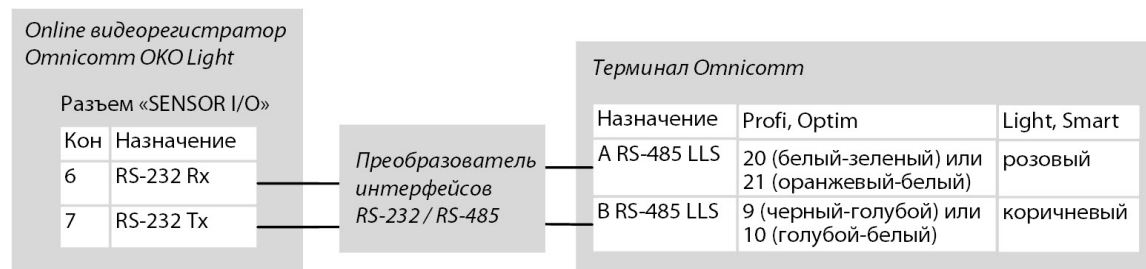 Online видеорегистратор
Omnicomm OKO Light
Разъем «SENSOR I/O»
Кон Назначение
6 RS-232 Rx
7 RS-232 Tx
Преобразователь
интерфейсов
RS-232 / RS-485
Терминал Omnicomm
Назначение Profi, Optim Light, Smart
A RS-485 LLS 20 (белый-зеленый) или розовый
21 (оранжевый-белый)
B RS-485 LLS 9 (черный-голубой) или коричневый
10 (голубой-белый)